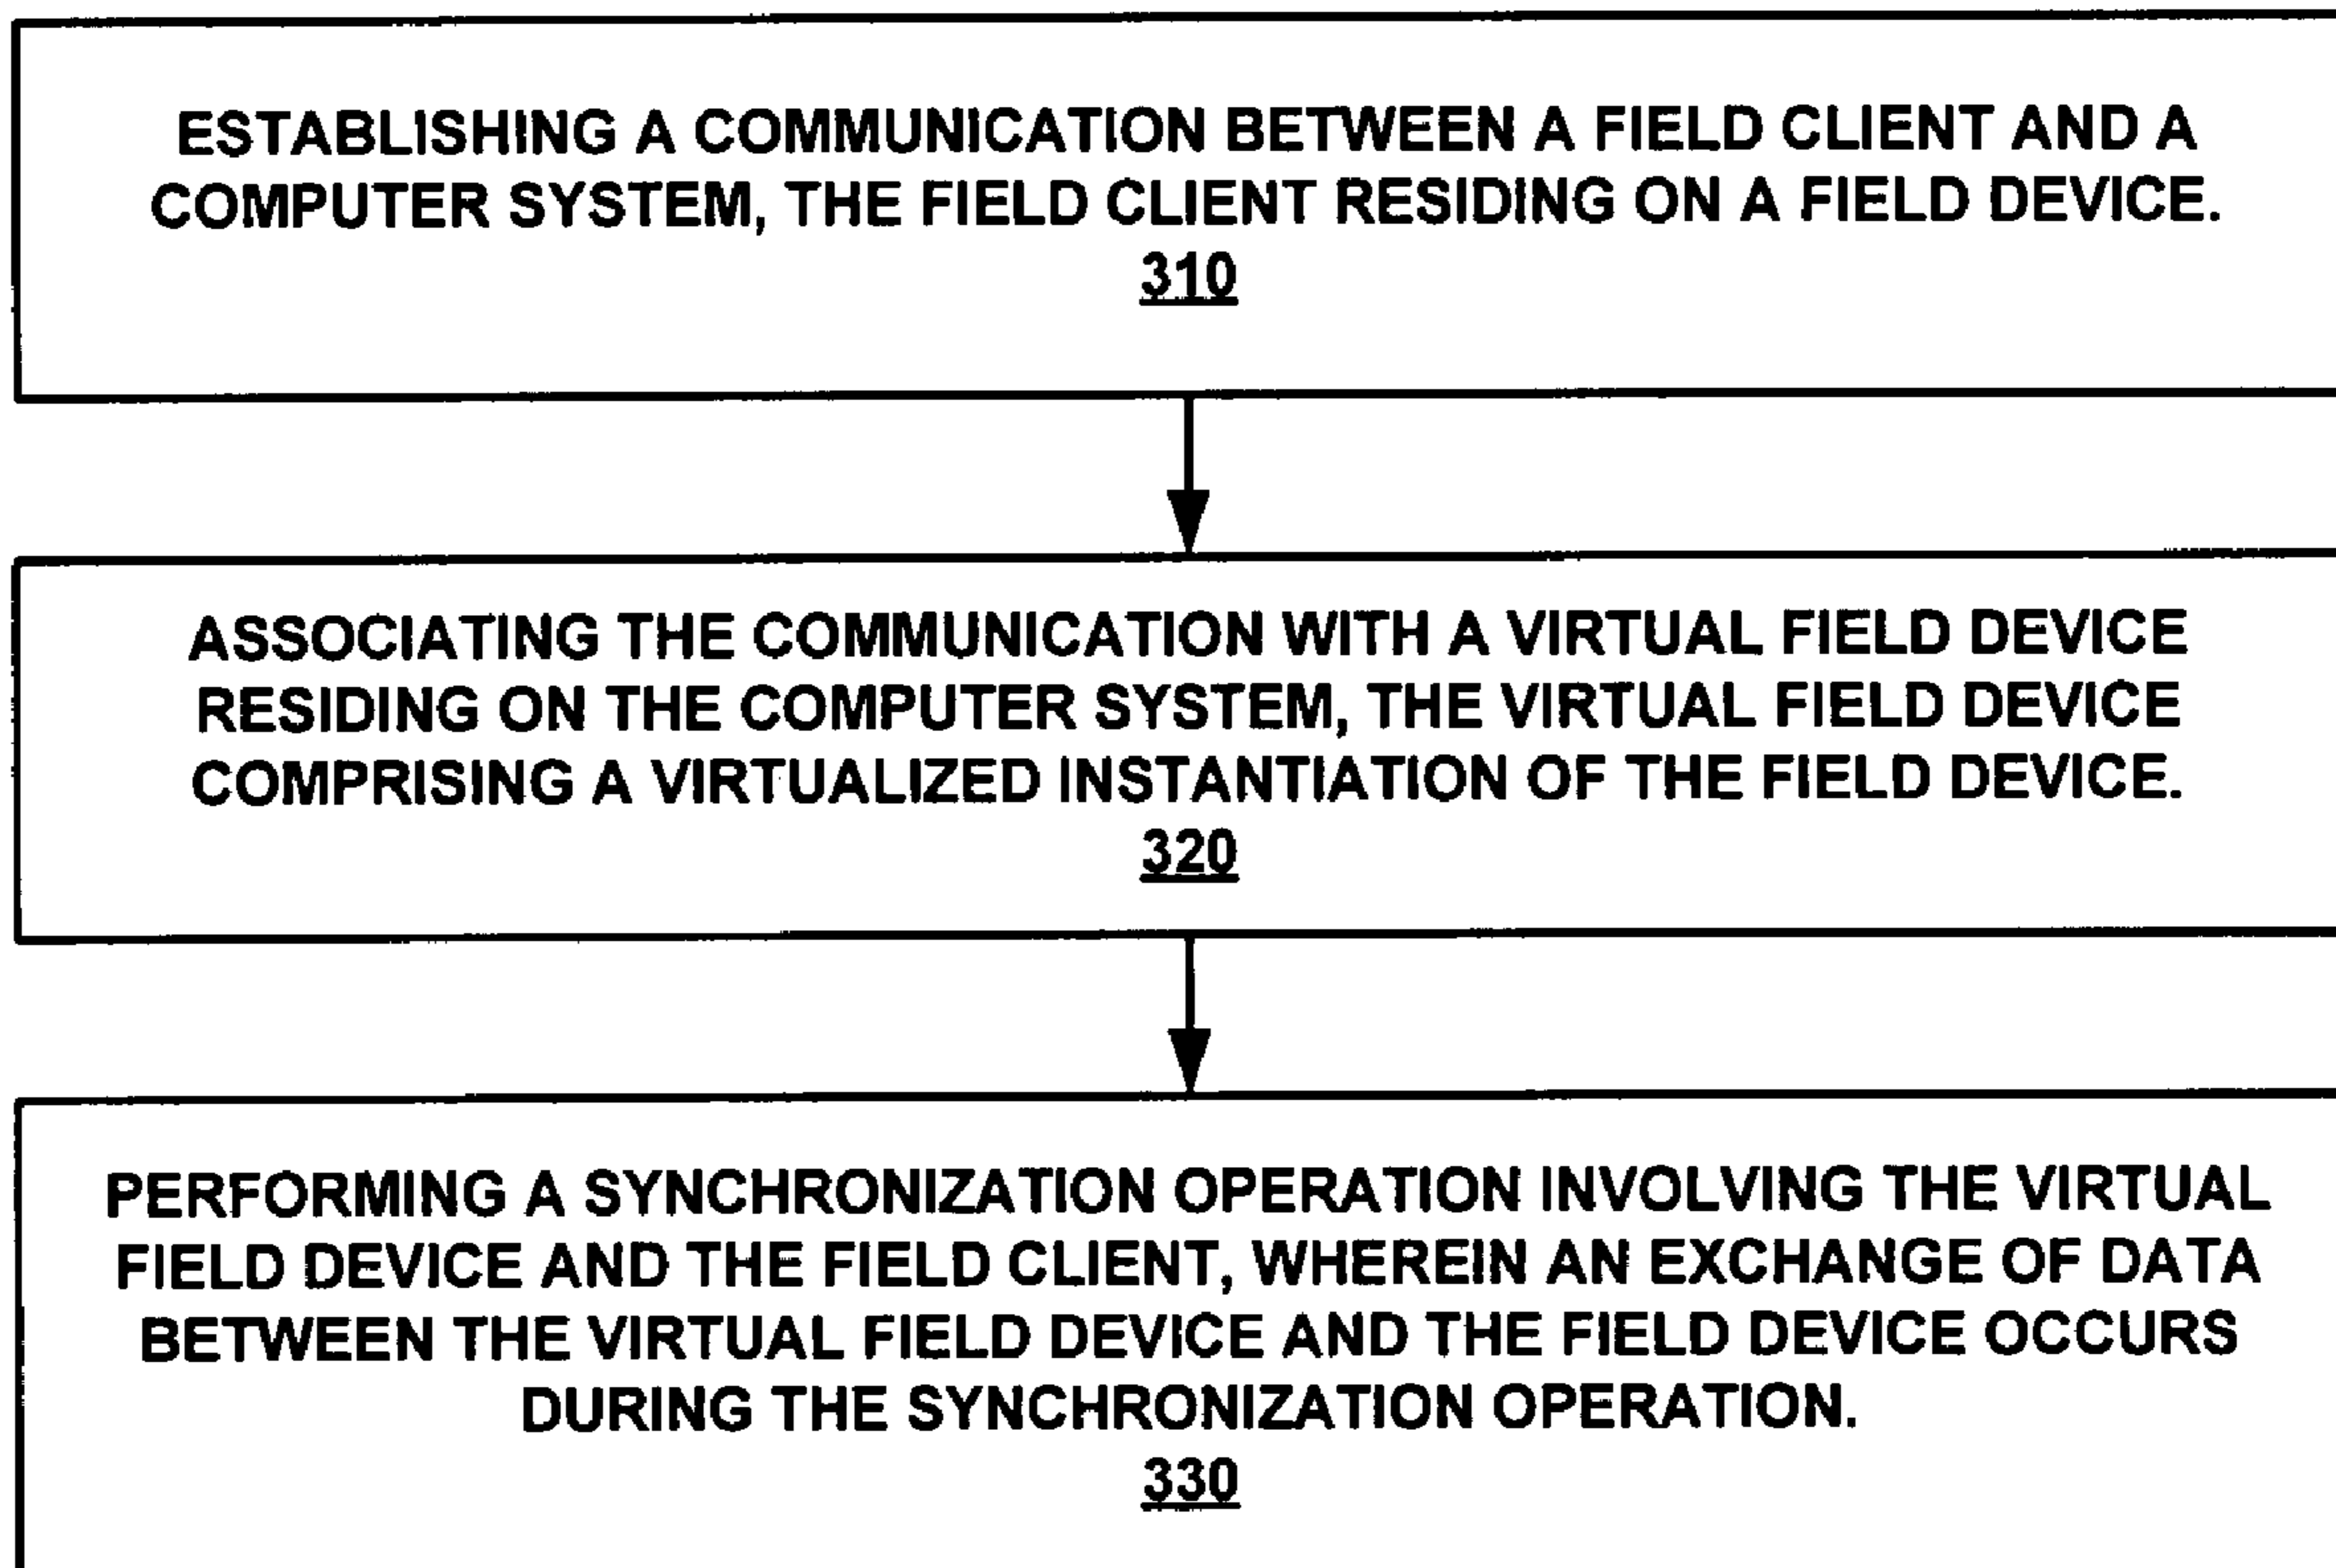 ESTABLISHING A COMMUNICATION BETWEEN A FIELD CLIENT AND A
COMPUTER SYSTEM, THE FIELD CLIENT RESIDING ON A FIELD DEVICE.
310
ASSOCIATING THE COMMUNICATION WITH A VIRTUAL FIELD DEVICE
RESIDING ON THE COMPUTER SYSTEM, THE VIRTUAL FIELD DEVICE
COMPRISING A VIRTUALIZED INSTANTIATION OF THE FIELD DEVICE.
320
PERFORMING A SYNCHRONIZATION OPERATION INVOLVING THE VIRTUAL
FIELD DEVICE AND THE FIELD CLIENT, WHEREIN AN EXCHANGE OF DATA
BETWEEN THE VIRTUAL FIELD DEVICE AND THE FIELD DEVICE OCCURS
DURING THE SYNCHRONIZATION OPERATION.
330